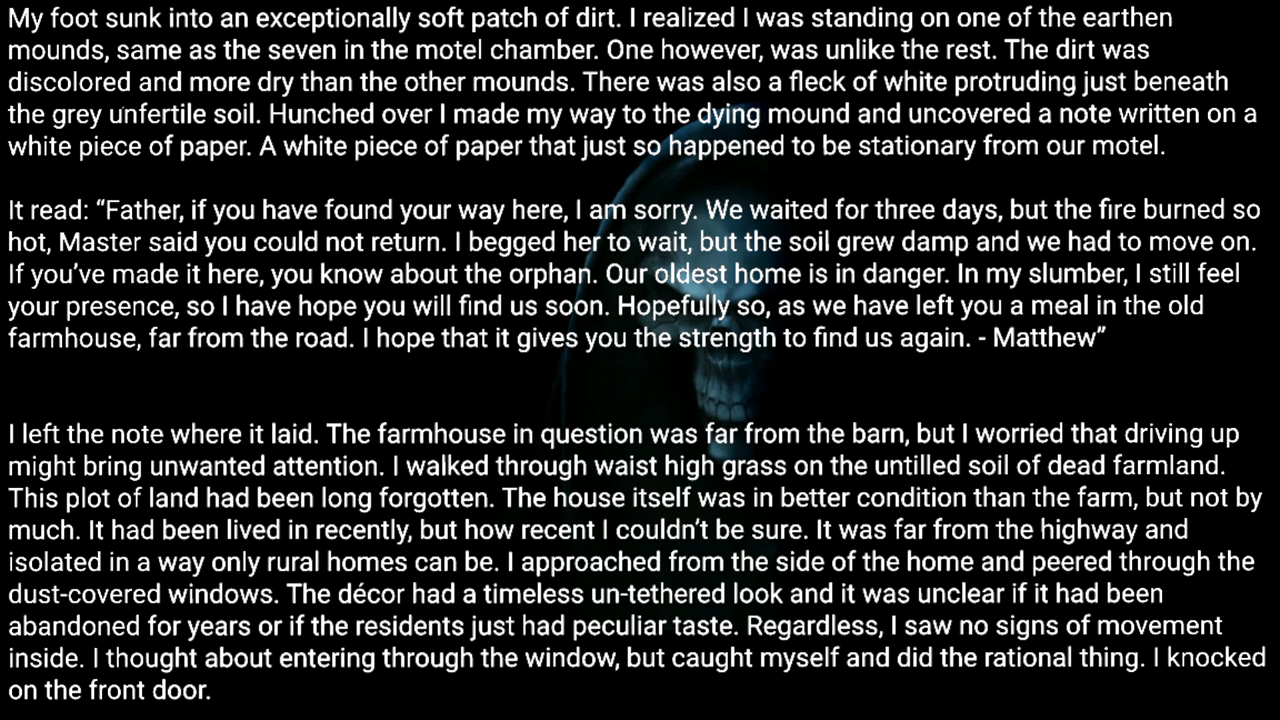 My foot sunk into an exceptionally soft patch of dirt. I realized I was standing on one of the earthen
mounds, same as the seven in the motel chamber. One however, was unlike the rest. The dirt was
discolored and more dry than the other mounds. There was also a fleck of white protruding just beneath
the grey unfertile soil. Hunched over I made my way to the dying mound and uncovered a note written on a
white piece of paper. A white piece of paper that just so happened to be stationary from our motel.
It read: “Father, if you have found your way here, I am sorry. We waited for three days, but the fire burned so
hot, Master said you could not return. I begged her to wait, but the soil grew damp and we had to move on.
If you’ve made it here, you know about the orphan. Our oldest home is in danger. In my slumber, I still feel
your presence, so I have hope you will find us soon. Hopefully so, as we have left you a meal in the old
farmhouse, far from the road. I hope that it gives you the strength to find us again. - Matthew”
I left the note where it laid. The farmhouse in question was far from the barn, but I worried that driving up
might bring unwanted attention. I walked through waist high grass on the untilled soil of dead farmland.
This plot of land had been long forgotten. The house itself was in better condition than the farm, but not by
much. It had been lived in recently, but how recent I couldn’t be sure. It was far from the highway and
isolated in a way only rural homes can be. I approached from the side of the home and peered through the
dust-covered windows. The décor had a timeless un-tethered look and it was unclear if it had been
abandoned for years or if the residents just had peculiar taste. Regardless, I saw no signs of movement
inside. I thought about entering through the window, but caught myself and did the rational thing. I knocked
on the front door.